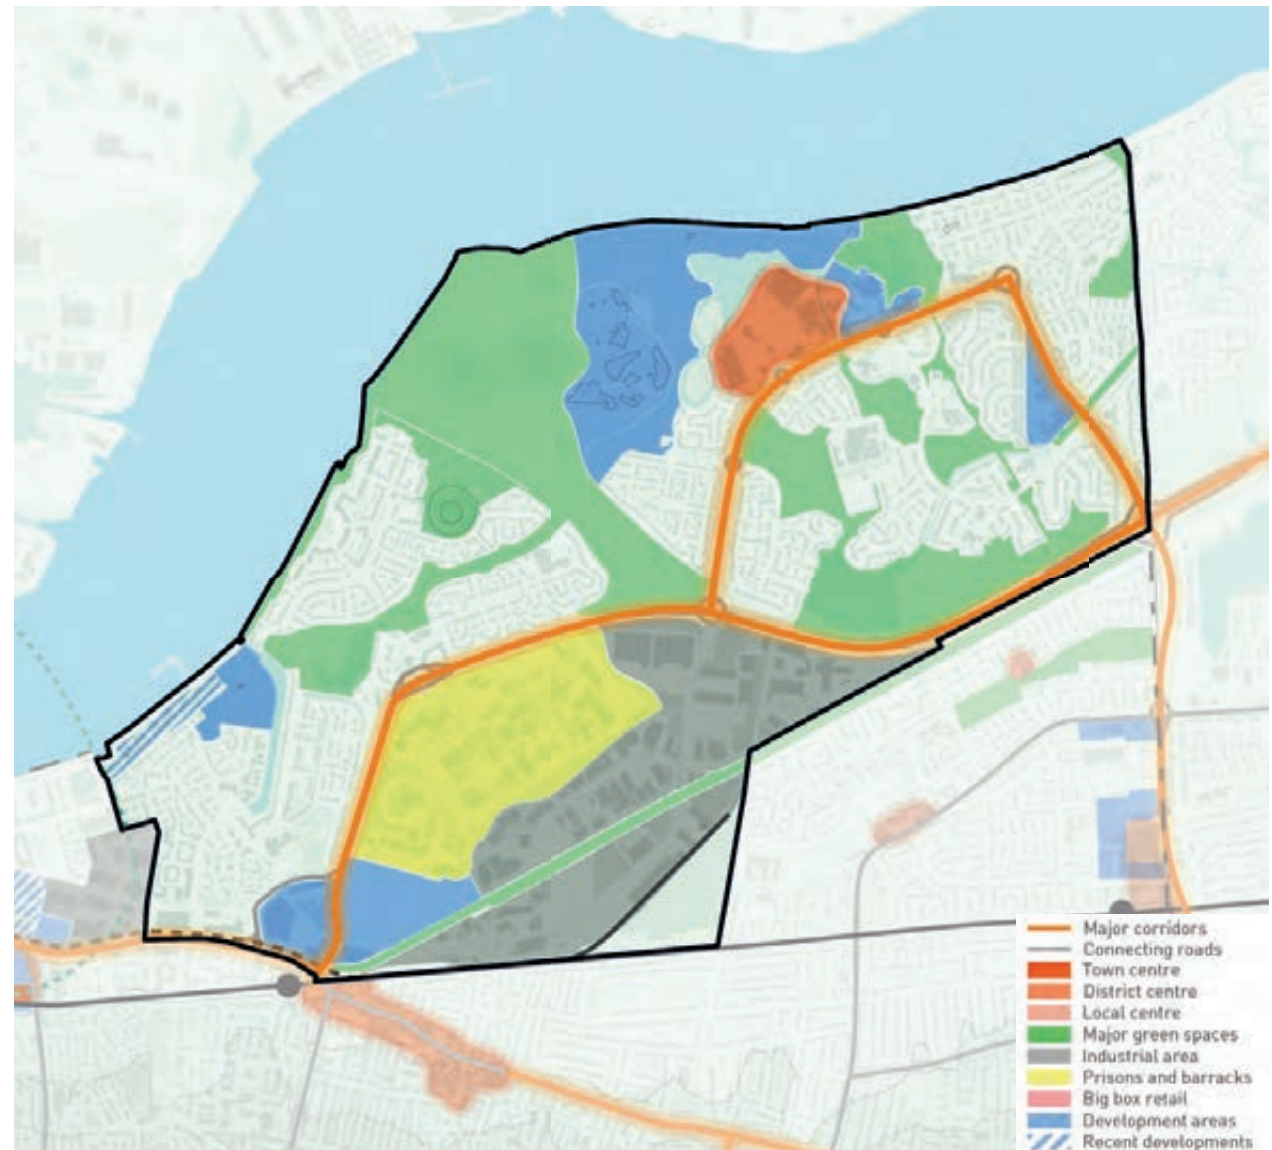 Major corridors
Connecting roads
Town centre
District centre
Local centre
Major green spaces
Industrial area
Prisons and barracks
Big box retail
Development areas
Recent developments